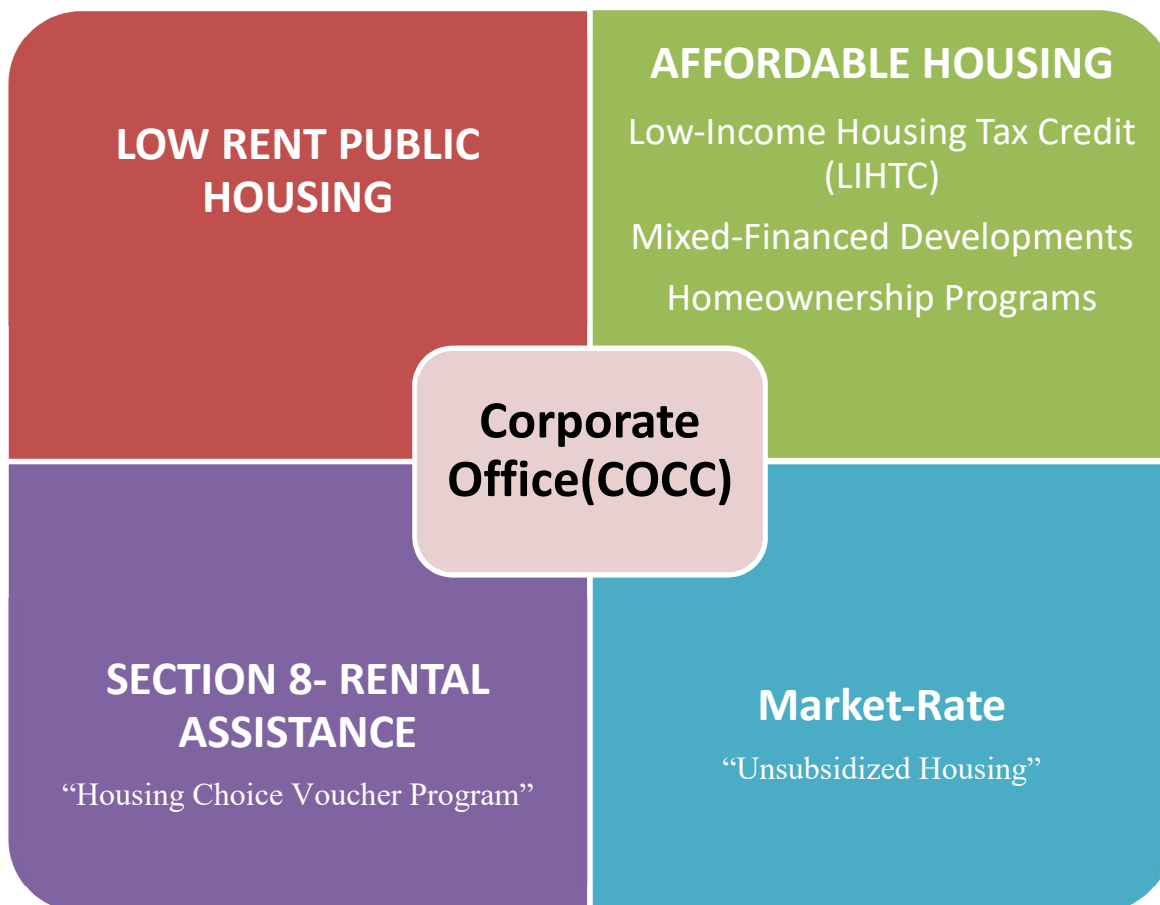 LOW RENT PUBLIC
HOUSING
AFFORDABLE HOUSING
Low-Income Housing Tax Credit
(LIHTC)
Mixed-Financed Developments
Homeownership Programs
Corporate
Office(COCC)
SECTION 8- RENTAL
ASSISTANCE
“Housing Choice Voucher Program”
Market-Rate
“Unsubsidized Housing”